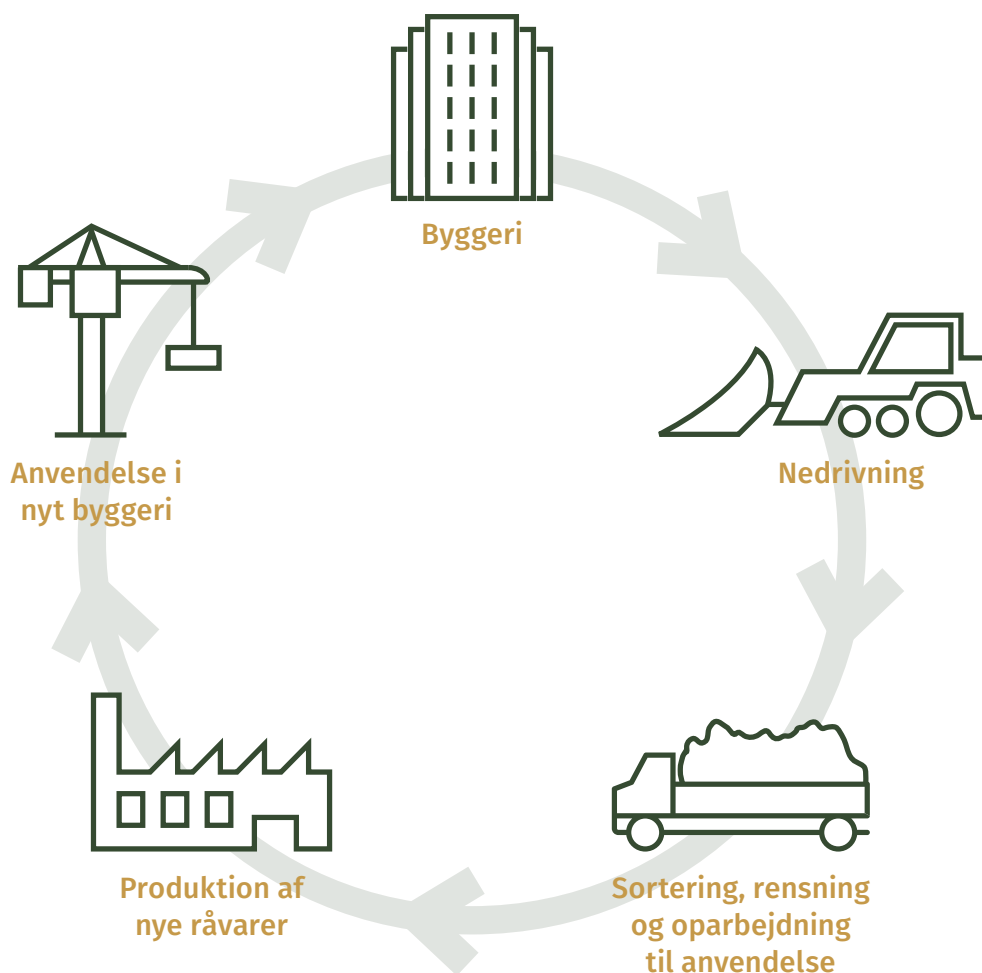 Byggeri
Nedrivning
Sortering, rensning
og oparbejdning
til anvendelse
Produktion af
nye råvarer
Anvendelse i
nyt byggeri